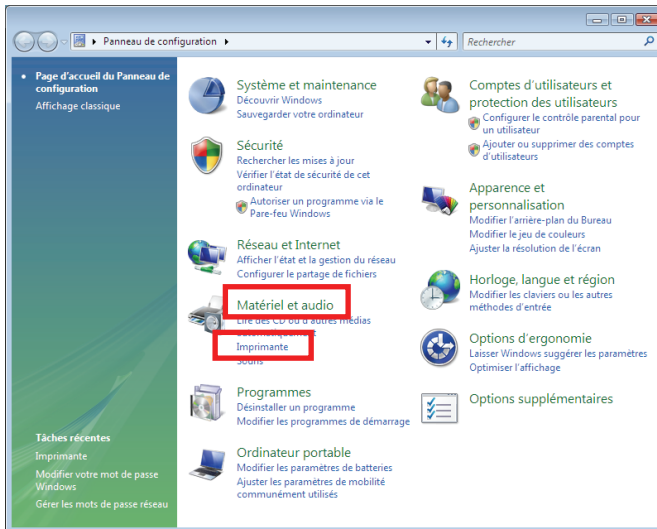 Panneau de configuration
Rechercher
Page d'accueil du Panneau de
configuration
Affichage classique
Système et maintenance
Découvrir Windows
Sauvegarder votre ordinateur
Sécurité
Rechercher les mises à jour
Vérifier l'état de sécurité de cet
ordinateur
Autoriser un programme via le
Pare-feu Windows
Réseau et Internet
Afficher l'état et la gestion du réseau
Configurer le partage de fichiers
Matériel et audio
Lire des CD ou d'autres médias
automatiquement
Imprimante
Souris
Programmes
Désinstaller un programme
Modifier les programmes de démarrage
Ordinateur portable
Modifier les paramètres de batteries
Ajuster les paramètres de mobilité
communément utilisés
Comptes d'utilisateurs et
protection des utilisateurs
Configurer le contrôle parental pour
un utilisateur
Ajouter ou supprimer des comptes
d'utilisateurs
Apparence et
personnalisation
Modifier l'arrière-plan du Bureau
Modifier le jeu de couleurs
Ajuster la résolution de l'écran
Horloge, langue et région
Modifier les claviers ou les autres
méthodes d'entrée
Options d'ergonomie
Laisser Windows suggérer les paramètres
Optimiser l'affichage
Options supplémentaires
Tâches récentes
Imprimante
Modifier votre mot de passe
Windows
Gérer les mots de passe réseau